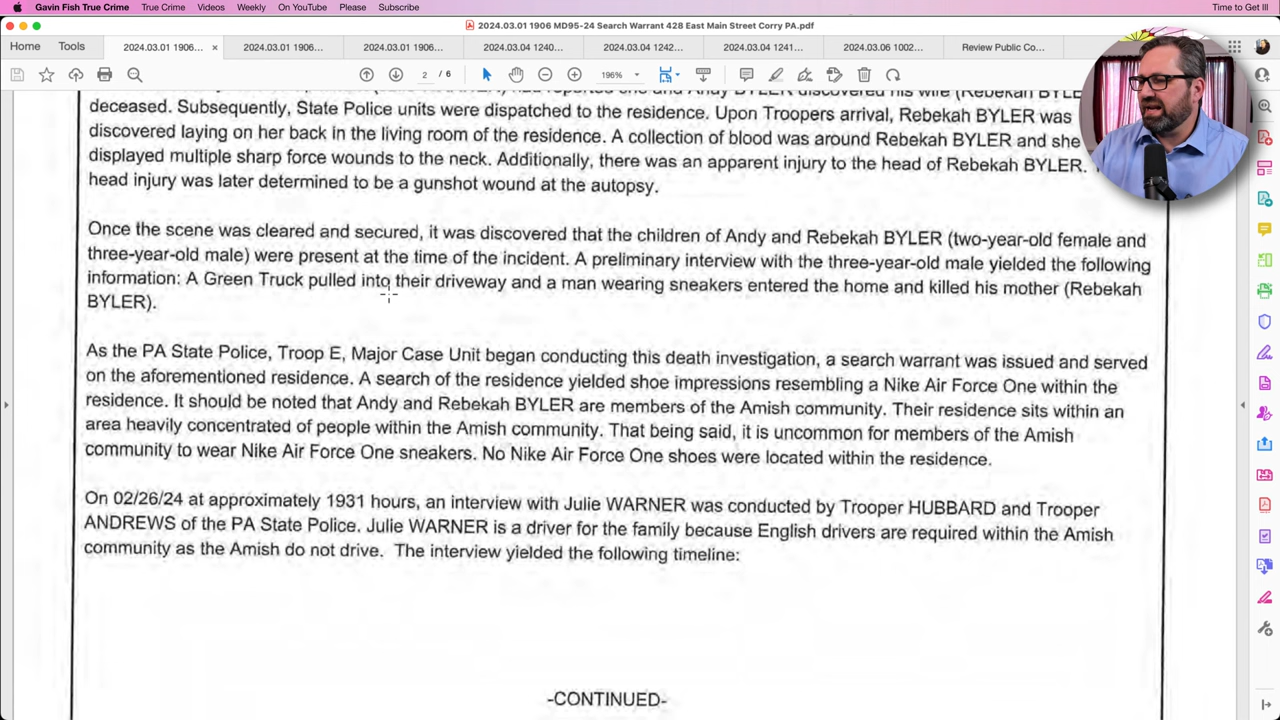 Gavin Fish True Crime True Crime Videos Weekly On YouTube Please Subscribe Time to Get Ill
2024.03.01 1906 MD95-24 Search Warrant 428 East Main Street Corry PA.pdf
Home Tools 2024.03.01 1906... × 2024.03.01 1906... 2024.03.01 1906... 2024.03.04 1240... 2024.03.04 1242... 2024.03.04 1241... 2024.03.06 1002... Review Public Co...
2 / 6 196%
deceased. Subsequently, State Police units were dispatched to the residence. Upon Troopers arrival, Rebekah BYLER was
discovered laying on her back in the living room of the residence. A collection of blood was around Rebekah BYLER and she
displayed multiple sharp force wounds to the neck. Additionally, there was an apparent injury to the head of Rebekah BYLER.
head injury was later determined to be a gunshot wound at the autopsy.
Once the scene was cleared and secured, it was discovered that the children of Andy and Rebekah BYLER (two-year-old female and
three-year-old male) were present at the time of the incident. A preliminary interview with the three-year-old male yielded the following
information: A Green Truck pulled into their driveway and a man wearing sneakers entered the home and killed his mother (Rebekah
BYLER).
As the PA State Police, Troop E, Major Case Unit began conducting this death investigation, a search warrant was issued and served
on the aforementioned residence. A search of the residence yielded shoe impressions resembling a Nike Air Force One within the
residence. It should be noted that Andy and Rebekah BYLER are members of the Amish community. Their residence sits within an
area heavily concentrated of people within the Amish community. That being said, it is uncommon for members of the Amish
community to wear Nike Air Force One sneakers. No Nike Air Force One shoes were located within the residence.
On 02/26/24 at approximately 1931 hours, an interview with Julie WARNER was conducted by Trooper HUBBARD and Trooper
ANDREWS of the PA State Police. Julie WARNER is a driver for the family because English drivers are required within the Amish
community as the Amish do not drive. The interview yielded the following timeline:
-CONTINUED-